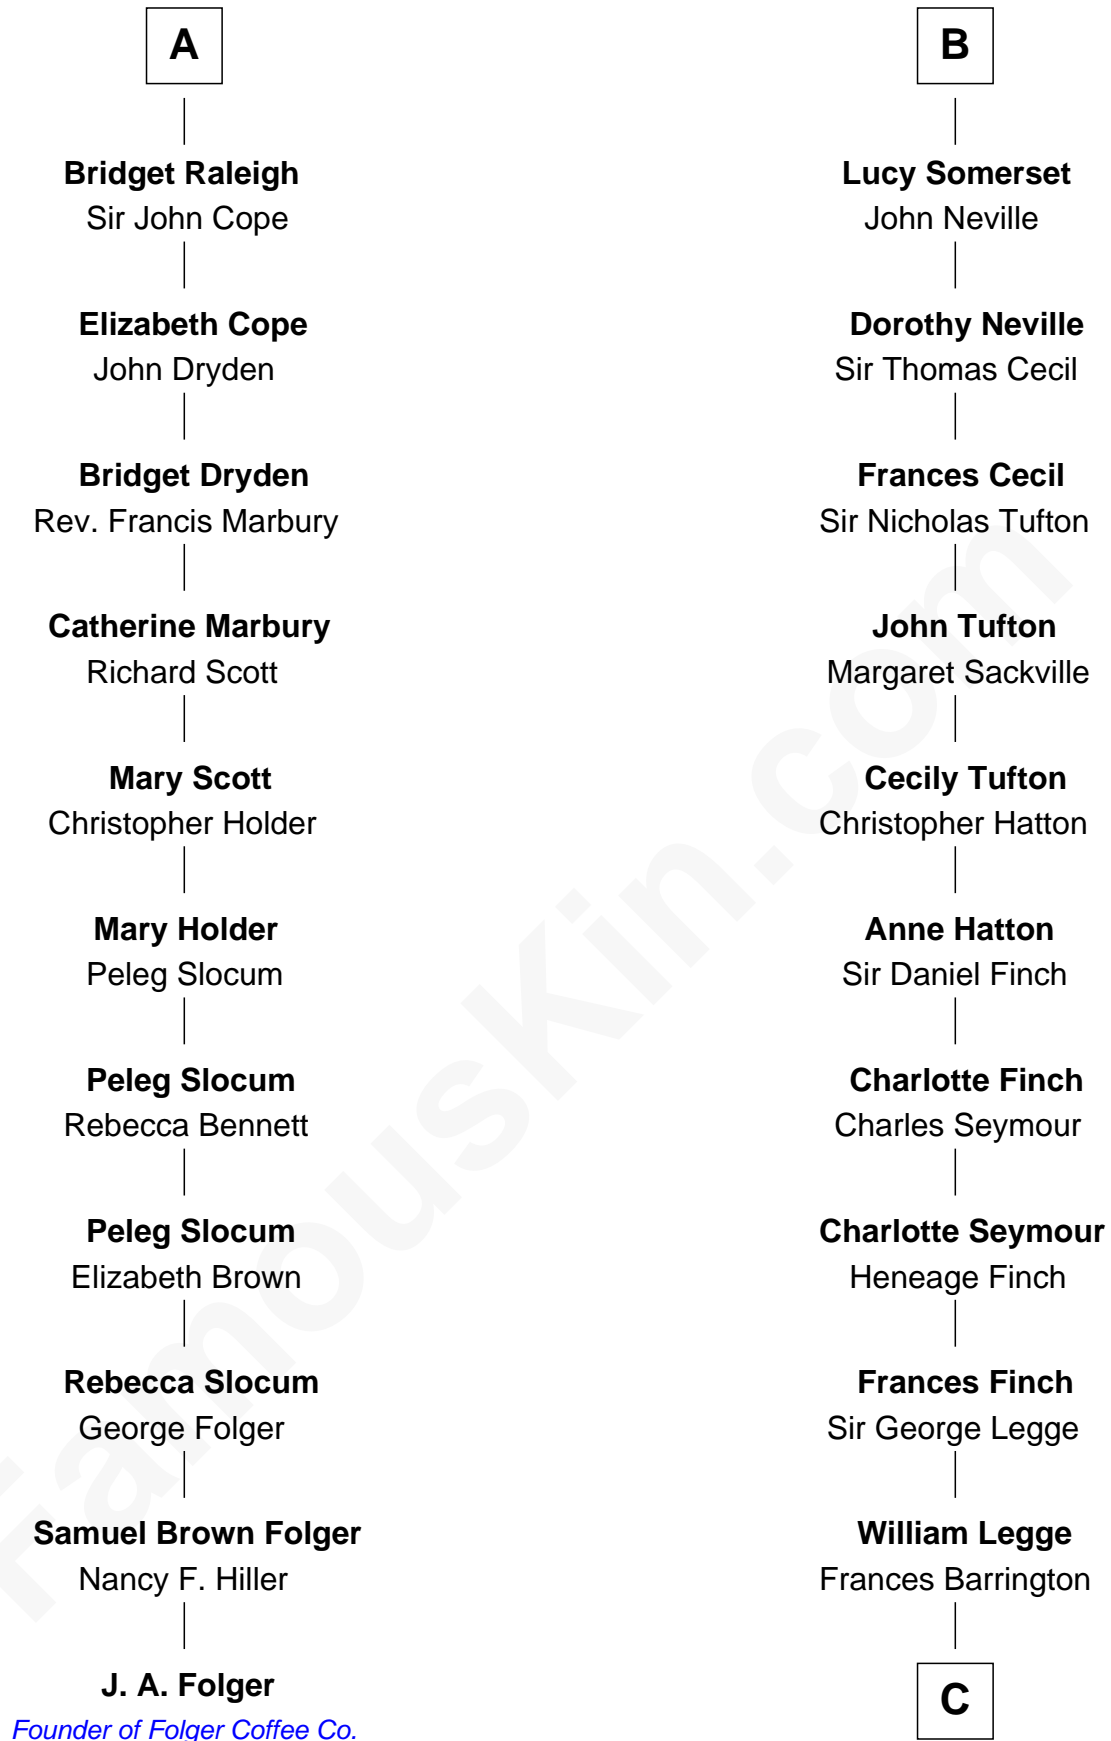 A
Bridget Raleigh
Sir John Cope
Elizabeth Cope
John Dryden
Bridget Dryden
Rev. Francis Marbury
Catherine Marbury
Richard Scott
Mary Scott
Christopher Holder
Mary Holder
Peleg Slocum
Peleg Slocum
Rebecca Bennett
Peleg Slocum
Elizabeth Brown
Rebecca Slocum
George Folger
Samuel Brown Folger
Nancy F. Hiller
J. A. Folger
Founder of Folger Coffee Co.
B
Lucy Somerset
John Neville
Dorothy Neville
Sir Thomas Cecil
Frances Cecil
Sir Nicholas Tufton
John Tufton
Margaret Sackville
Cecily Tufton
Christopher Hatton
Anne Hatton
Sir Daniel Finch
Charlotte Finch
Charles Seymour
Charlotte Seymour
Heneage Finch
Frances Finch
Sir George Legge
William Legge
Frances Barrington
C
FamousKin.com